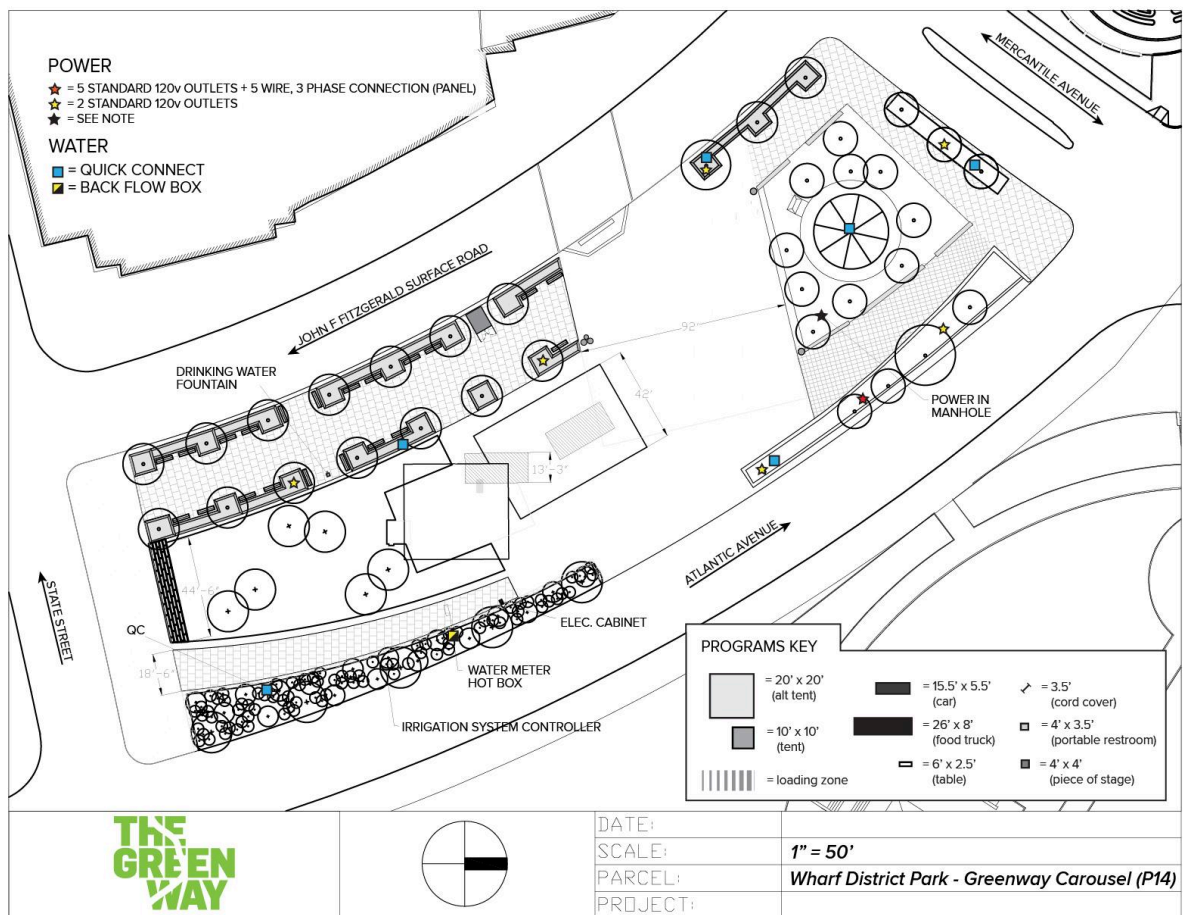 POWER
= 5 STANDARD 120v OUTLETS + 5 WIRE, 3 PHASE CONNECTION (PANEL)
= 2 STANDARD 120v OUTLETS
= SEE NOTE
WATER
= QUICK CONNECT
= BACK FLOW BOX
MERCANTILE AVENUE
JOHN F FITZGERALD SURFACE ROAD
92'
DRINKING WATER
FOUNTAIN
42'
POWER IN
MANHOLE
13'-3"
ATLANTIC AVENUE
44'-6"
STATE STREET
QC
18'-6"
ELEC. CABINET
WATER METER
HOT BOX
IRRIGATION SYSTEM CONTROLLER
PROGRAMS KEY
= 20' x 20'
(alt tent)
= 10' x 10'
(tent)
= loading zone
= 15.5' x 5.5'
(car)
= 26' x 8'
(food truck)
= 6' x 2.5'
(table)
= 3.5'
(cord cover)
= 4' x 3.5'
(portable restroom)
= 4' x 4'
(piece of stage)
THE
GREEN
WAY
DATE:
SCALE: 1" = 50'
PARCEL: Wharf District Park - Greenway Carousel (P14)
PROJECT: